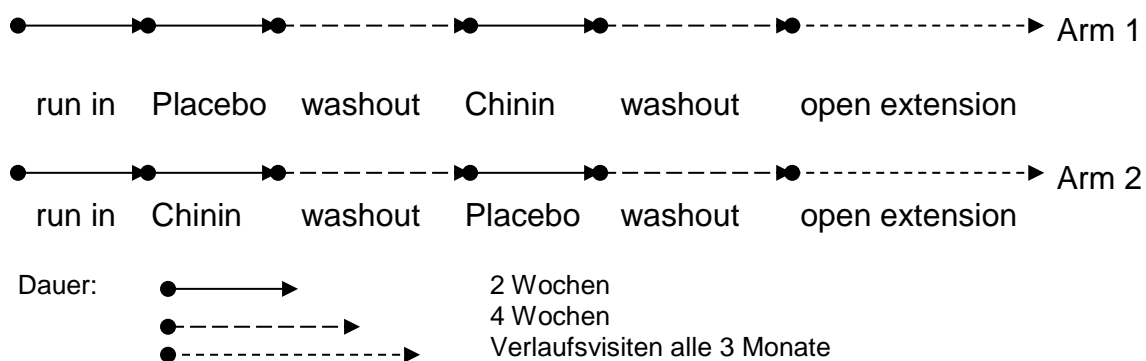 Arm 1
run in Placebo washout Chinin washout open extension
Arm 2
run in Chinin washout Placebo washout open extension
Dauer: 2 Wochen
4 Wochen
Verlaufsvisiten alle 3 Monate